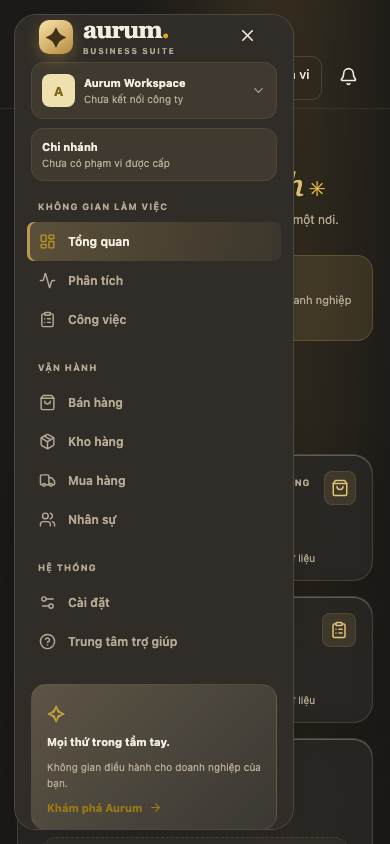 aurum.
BUSINESS SUITE
A
Aurum Workspace
Chưa kết nối công ty
Chi nhánh
Chưa có phạm vi được cấp
KHÔNG GIAN LÀM VIỆC
Tổng quan
Phân tích
Công việc
VẬN HÀNH
Bán hàng
Kho hàng
Mua hàng
Nhân sự
HỆ THỐNG
Cài đặt
Trung tâm trợ giúp
Mọi thứ trong tầm tay.
Không gian điều hành cho doanh nghiệp của
bạn.
Khám phá Aurum
vi
một nơi.
anh nghiệp
NG
liệu
liệu